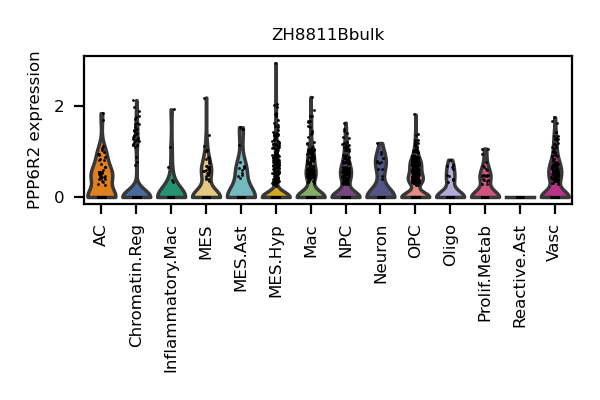 ZH8811Bbulk
PPP6R2 expression
2
0
AC
Chromatin.Reg
Inflammatory.Mac
MES
MES.Ast
MES.Hyp
Mac
NPC
Neuron
OPC
Oligo
Prolif.Metab
Reactive.Ast
Vasc